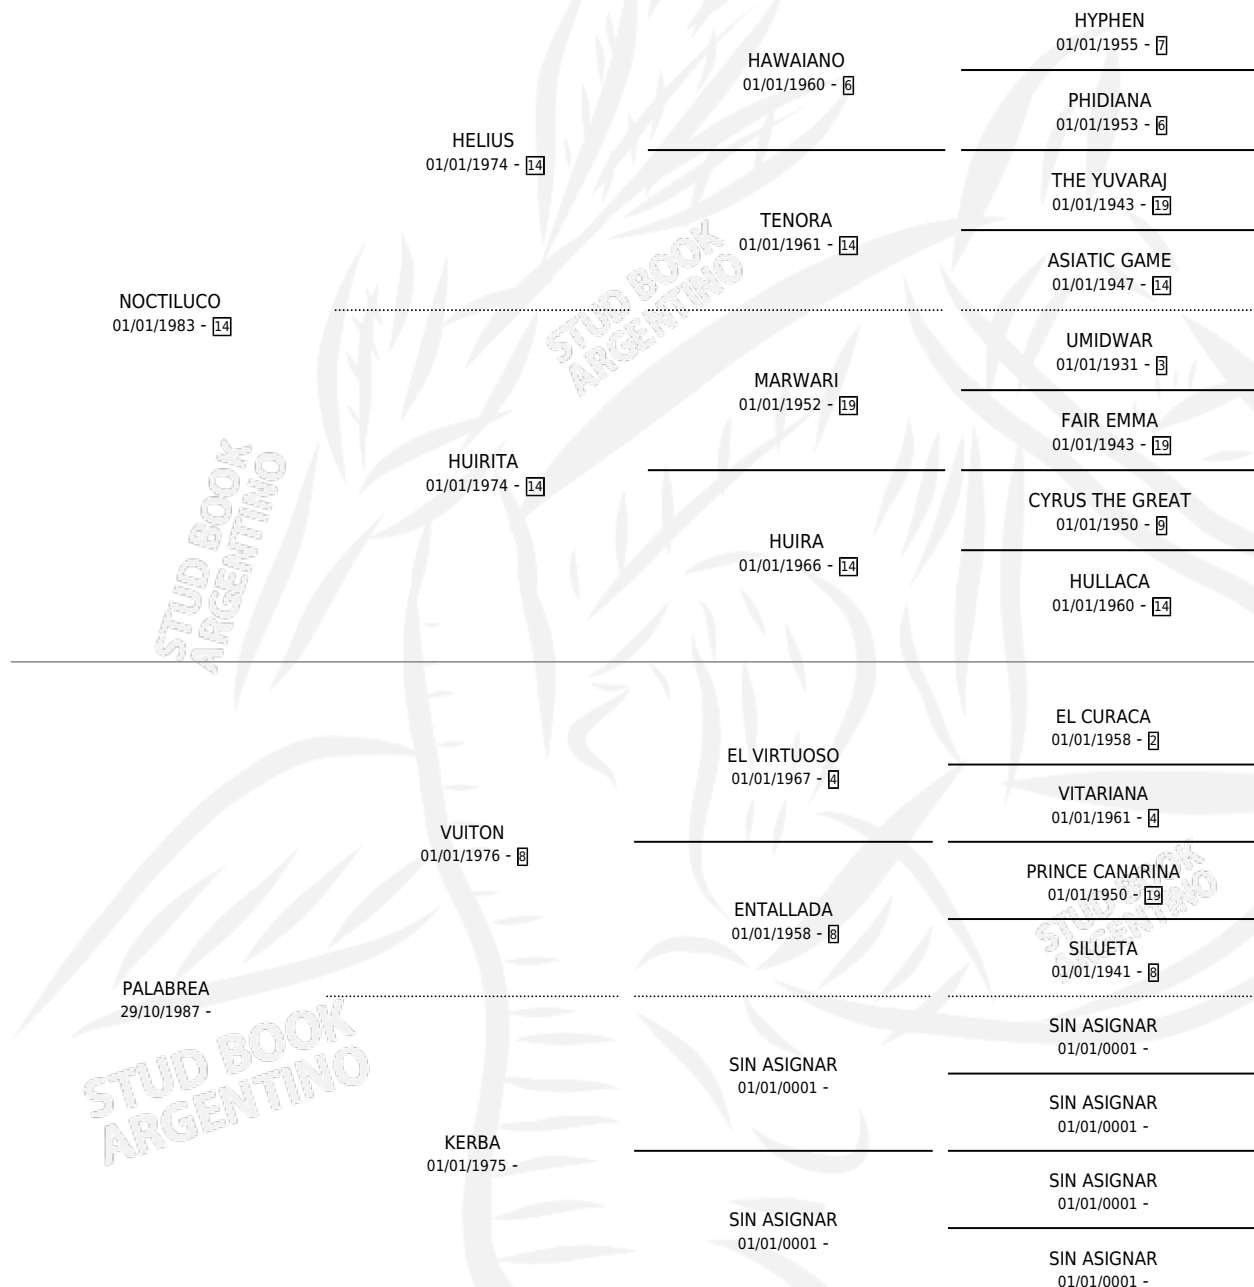 HYPHEN
01/01/1955 - 7
HAWAIANO
01/01/1960 - 6
PHIDIANA
01/01/1953 - 6
HELIUS
01/01/1974 - 14
THE YUVARAJ
01/01/1943 - 19
TENORA
01/01/1961 - 14
ASIATIC GAME
01/01/1947 - 14
NOCTILUCO
01/01/1983 - 14
UMIDWAR
01/01/1931 - 3
MARWARI
01/01/1952 - 19
FAIR EMMA
01/01/1943 - 19
HUIRITA
01/01/1974 - 14
CYRUS THE GREAT
01/01/1950 - 9
HUIRA
01/01/1966 - 14
HULLACA
01/01/1960 - 14
EL CURACA
01/01/1958 - 2
EL VIRTUOSO
01/01/1967 - 4
VITARIANA
01/01/1961 - 4
VUITON
01/01/1976 - 8
PRINCE CANARINA
01/01/1950 - 19
ENTALLADA
01/01/1958 - 8
SILUETA
01/01/1941 - 8
PALABREA
29/10/1987 -
SIN ASIGNAR
01/01/0001 -
SIN ASIGNAR
01/01/0001 -
SIN ASIGNAR
01/01/0001 -
KERBA
01/01/1975 -
SIN ASIGNAR
01/01/0001 -
SIN ASIGNAR
01/01/0001 -
SIN ASIGNAR
01/01/0001 -
STUD BOOK
ARGENTINO
STUD BOOK
ARGENTINO
STUD BOOK
ARGENTINO
STUD BOOK
ARGENTINO